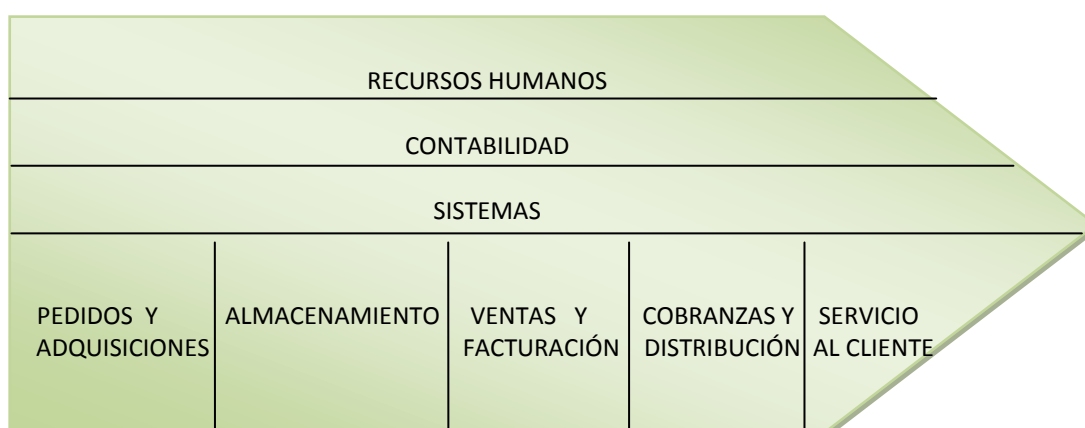 RECURSOS HUMANOS
CONTABILIDAD
SISTEMAS
PEDIDOS Y
ADQUISICIONES
ALMACENAMIENTO
VENTAS Y
FACTURACIÓN
COBRANZAS Y
DISTRIBUCIÓN
SERVICIO
AL CLIENTE